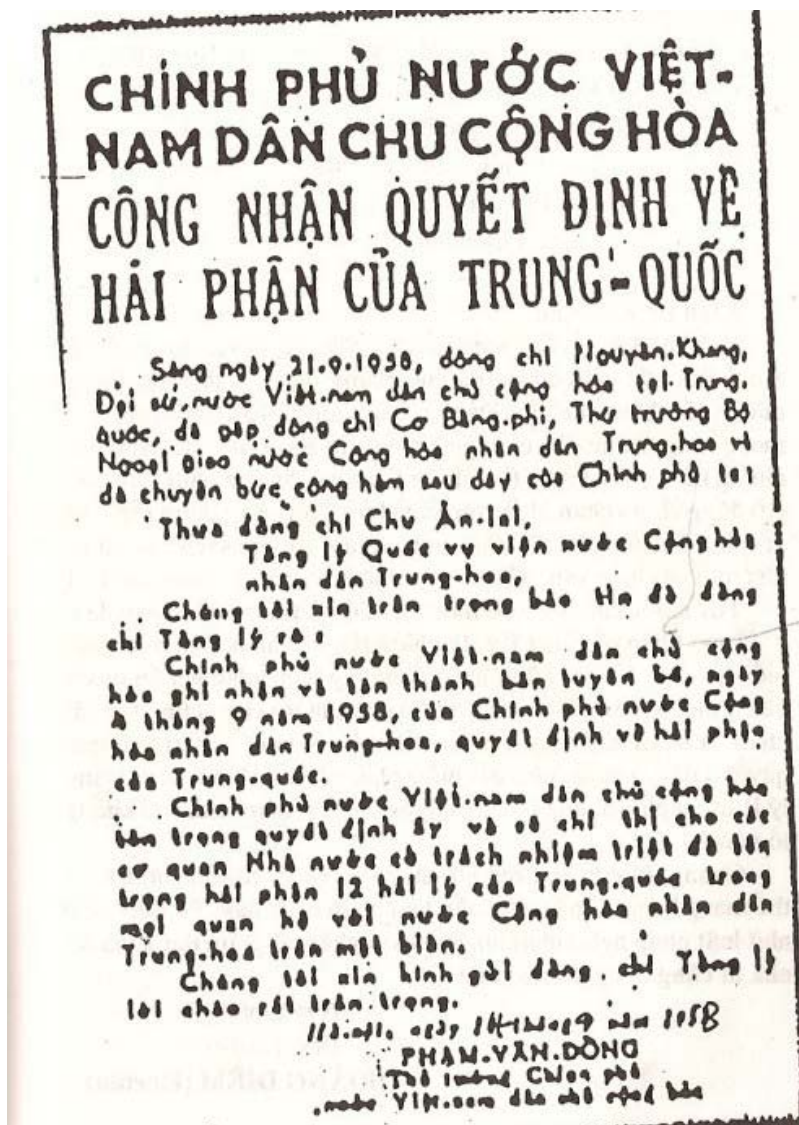 CHÍNH PHỦ NƯỚC VIỆT-
NAM DÂN CHU CỘNG HÒA
CÔNG NHẬN QUYẾT ĐỊNH VỀ
HẢI PHẬN CỦA TRUNG-QUỐC
Sáng ngày 21.9.1958, đồng chí Nguyễn.Khang,
Đại sứ nước Việt.nam dân chủ cộng hòa tại Trung.
quốc, đã gặp đồng chí Cơ Bằng.phi, Thứ trưởng Bộ
Ngoại giao nước Cộng hòa nhân dân Trung.hoa và
đã chuyển bức công hàm sau đây của Chính phủ ta:
Thưa đồng chí Chu Ân-lai,
Tổng lý Quốc vụ viện nước Cộng hòa
nhân dân Trung-hoa,
Chúng tôi xin trân trọng báo tin để đồng
chí Tổng lý rõ:
Chính phủ nước Việt.nam dân chủ cộng
hòa ghi nhận và tán thành bản tuyên bố, ngày
4 tháng 9 năm 1958, của Chính phủ nước Cộng
hòa nhân dân Trung-hoa, quyết định về hải phận
của Trung-quốc.
Chính phủ nước Việt.nam dân chủ cộng hòa
tôn trọng quyết định ấy và sẽ chỉ thị cho các
cơ quan Nhà nước có trách nhiệm triệt để tôn
trọng hải phận 12 hải lý của Trung-quốc trong
mọi quan hệ với nước Cộng hòa nhân dân
Trung-hoa trên mặt biển.
Chúng tôi xin kính gửi đồng chí Tổng lý
lời chào rất trân trọng.
Hà.nội, ngày 14 tháng 9 năm 1958
PHẠM.VĂN.ĐỒNG
Thủ tướng Chính phủ
nước Việt.nam dân chủ cộng hòa